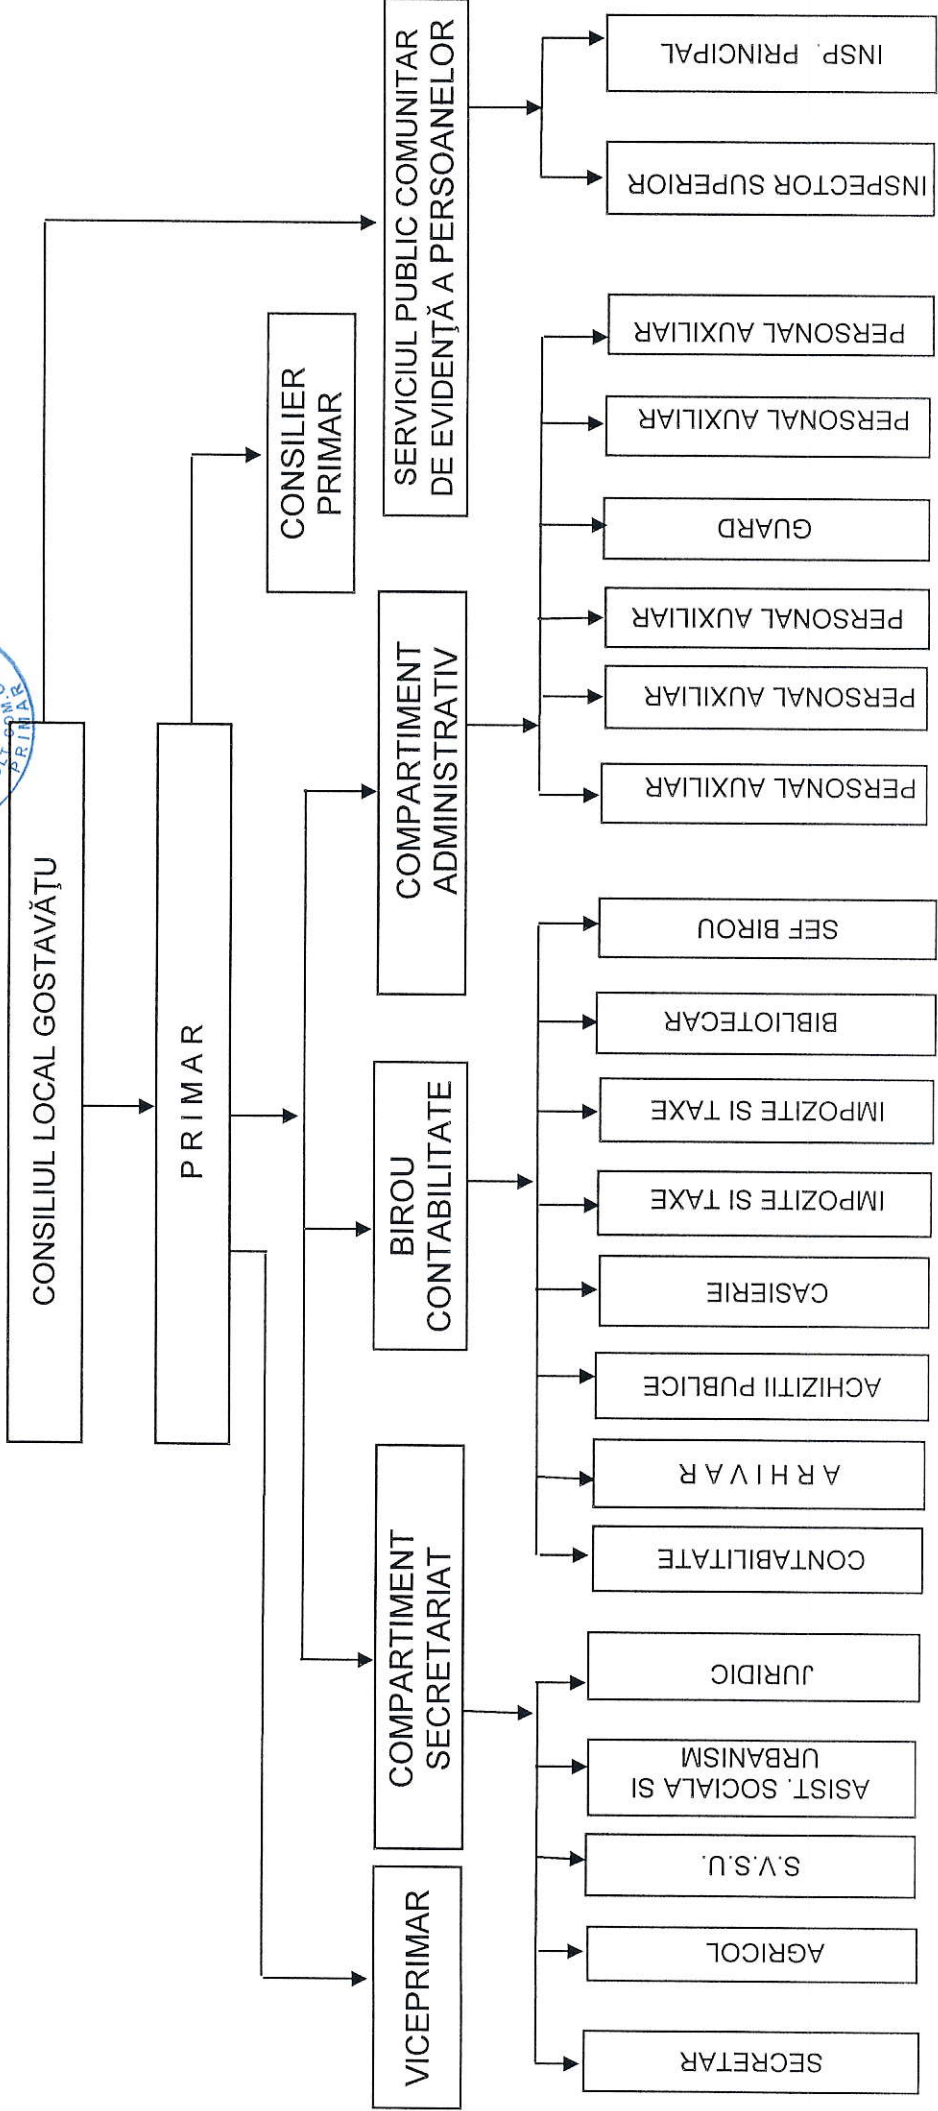 CONSILIUL LOCAL GOSTAVĂŢU
PRIMAR
P R I M A R
CONSILIER
PRIMAR
VICEPRIMAR
COMPARTIMENT
SECRETARIAT
BIROU
CONTABILITATE
COMPARTIMENT
ADMINISTRATIV
SERVICIUL PUBLIC COMUNITAR
DE EVIDENŢĂ A PERSOANELOR
SECRETAR
AGRICOL
S.V.S.U.
ASIST. SOCIALA SI
URBANISM
JURIDIC
CONTABILITATE
A R H I V A R
ACHIZITII PUBLICE
CASIERIE
IMPOZITE SI TAXE
IMPOZITE SI TAXE
BIBLIOTECAR
SEF BIROU
PERSONAL AUXILIAR
PERSONAL AUXILIAR
PERSONAL AUXILIAR
GUARD
PERSONAL AUXILIAR
PERSONAL AUXILIAR
INSPECTOR SUPERIOR
INSP. PRINCIPAL